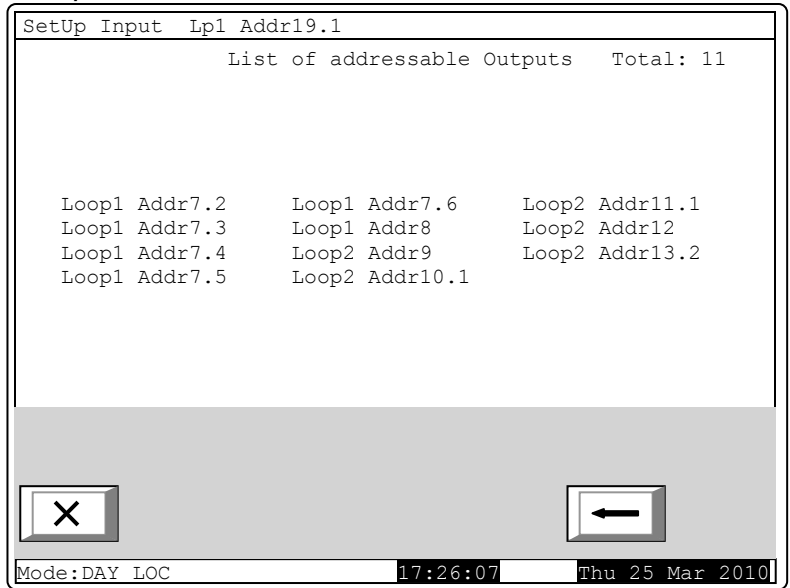 SetUp Input Lp1 Addr19.1
List of addressable Outputs Total: 11
Loop1 Addr7.2 Loop1 Addr7.6 Loop2 Addr11.1
Loop1 Addr7.3 Loop1 Addr8 Loop2 Addr12
Loop1 Addr7.4 Loop2 Addr9 Loop2 Addr13.2
Loop1 Addr7.5 Loop2 Addr10.1
Mode:DAY LOC 17:26:07 Thu 25 Mar 2010